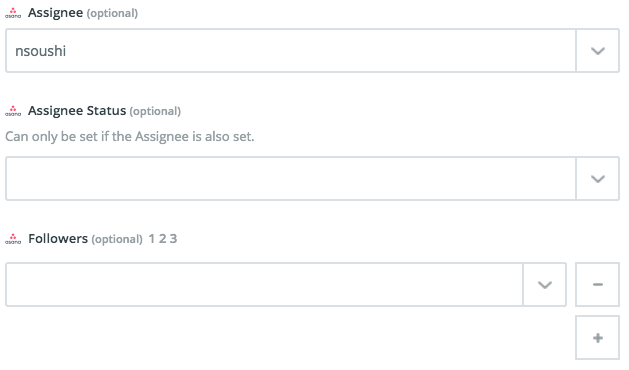 asana Assignee (optional)
nsoushi
asana Assignee Status (optional)
Can only be set if the Assignee is also set.
asana Followers (optional) 1 2 3